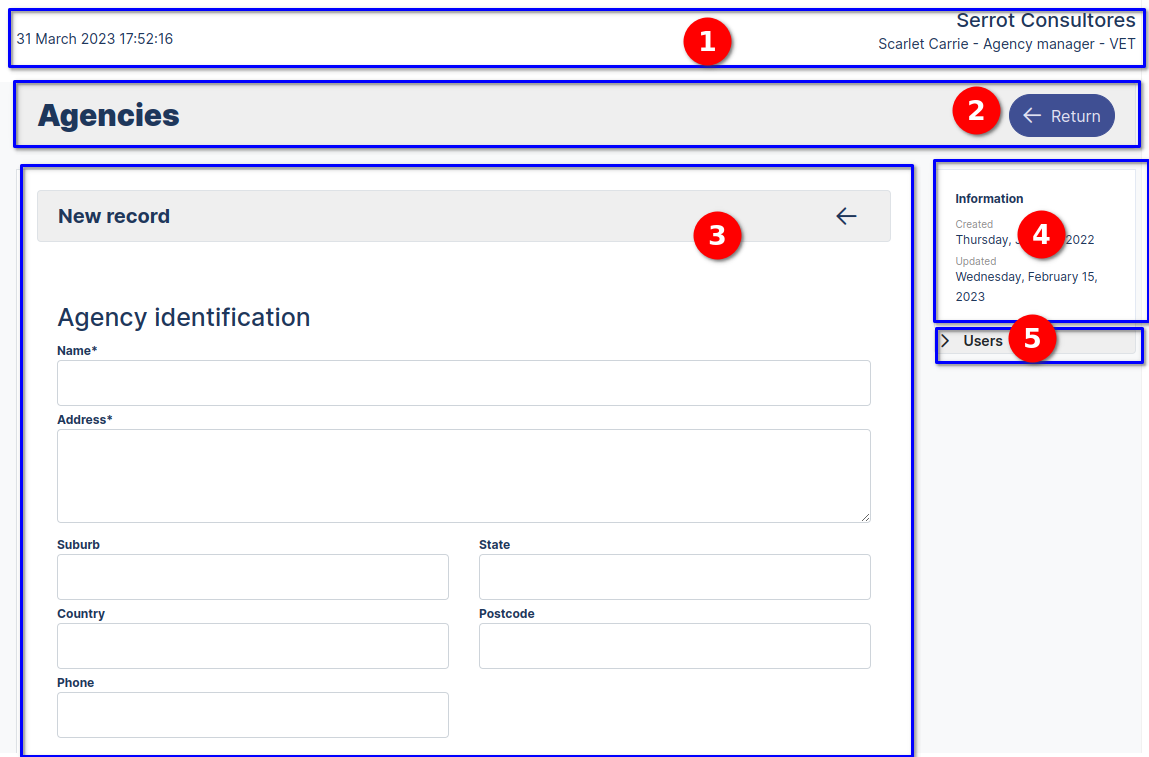 Serrot Consultores
31 March 2023 17:52:16
1
Scarlet Carrie - Agency manager - VET
Agencies
2
Return
New record
3
Agency identification
Name*
Address*
Suburb
State
Country
Postcode
Phone
Information
Created
Thursday, 2022
4
Updated
Wednesday, February 15,
2023
Users
5